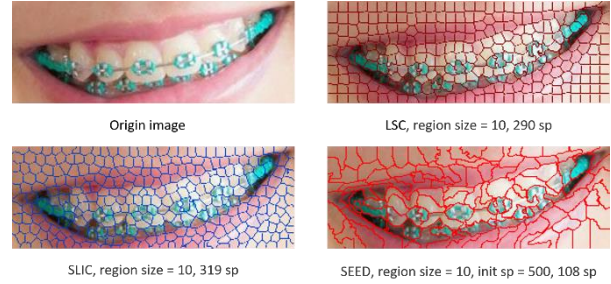 Origin image
LSC, region size = 10, 290 sp
SLIC, region size = 10, 319 sp
SEED, region size = 10, init sp = 500, 108 sp